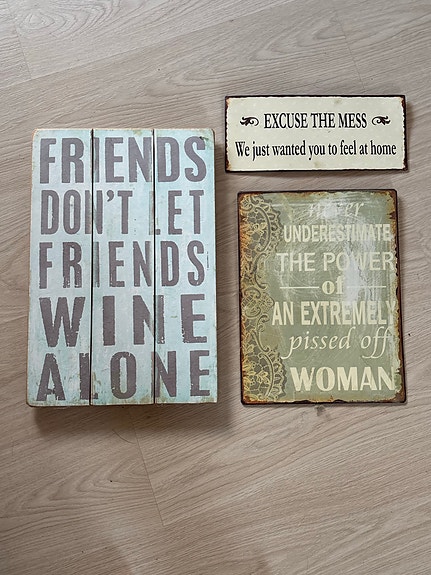 FRIENDS
DON'T LET
FRIENDS
WINE
ALONE
EXCUSE THE MESS
We just wanted you to feel at home
never
UNDERESTIMATE
THE POWER
of
AN EXTREMELY
pissed off
WOMAN